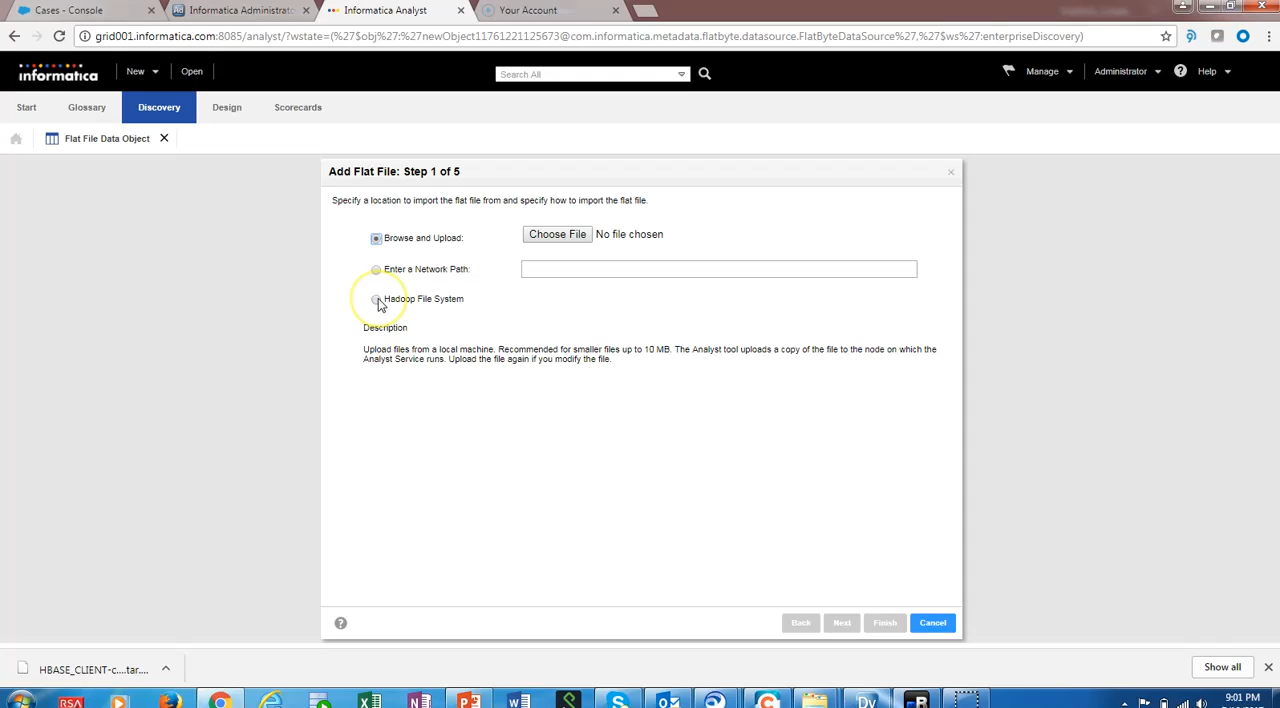 Cases - Console
Informatica Administrato
Informatica Analyst
Your Account
grid001.informatica.com:8085/analyst/?wstate=(%27$obj%27:%27newObject11761221125673@com.informatica.metadata.flatbyte.datasource.FlatByteDataSource%27,%27$ws%27:enterpriseDiscovery)
informatica
New
Open
Search All
Manage
Administrator
Help
Start
Glossary
Discovery
Design
Scorecards
Flat File Data Object
Add Flat File: Step 1 of 5
Specify a location to import the flat file from and specify how to import the flat file.
Browse and Upload:
Choose File No file chosen
Enter a Network Path:
Hadoop File System
Description
Upload files from a local machine. Recommended for smaller files up to 10 MB. The Analyst tool uploads a copy of the file to the node on which the
Analyst Service runs. Upload the file again if you modify the file.
Back
Next
Finish
Cancel
HBASE_CLIENT-c....tar....
Show all
RSA
Dv
9:01 PM